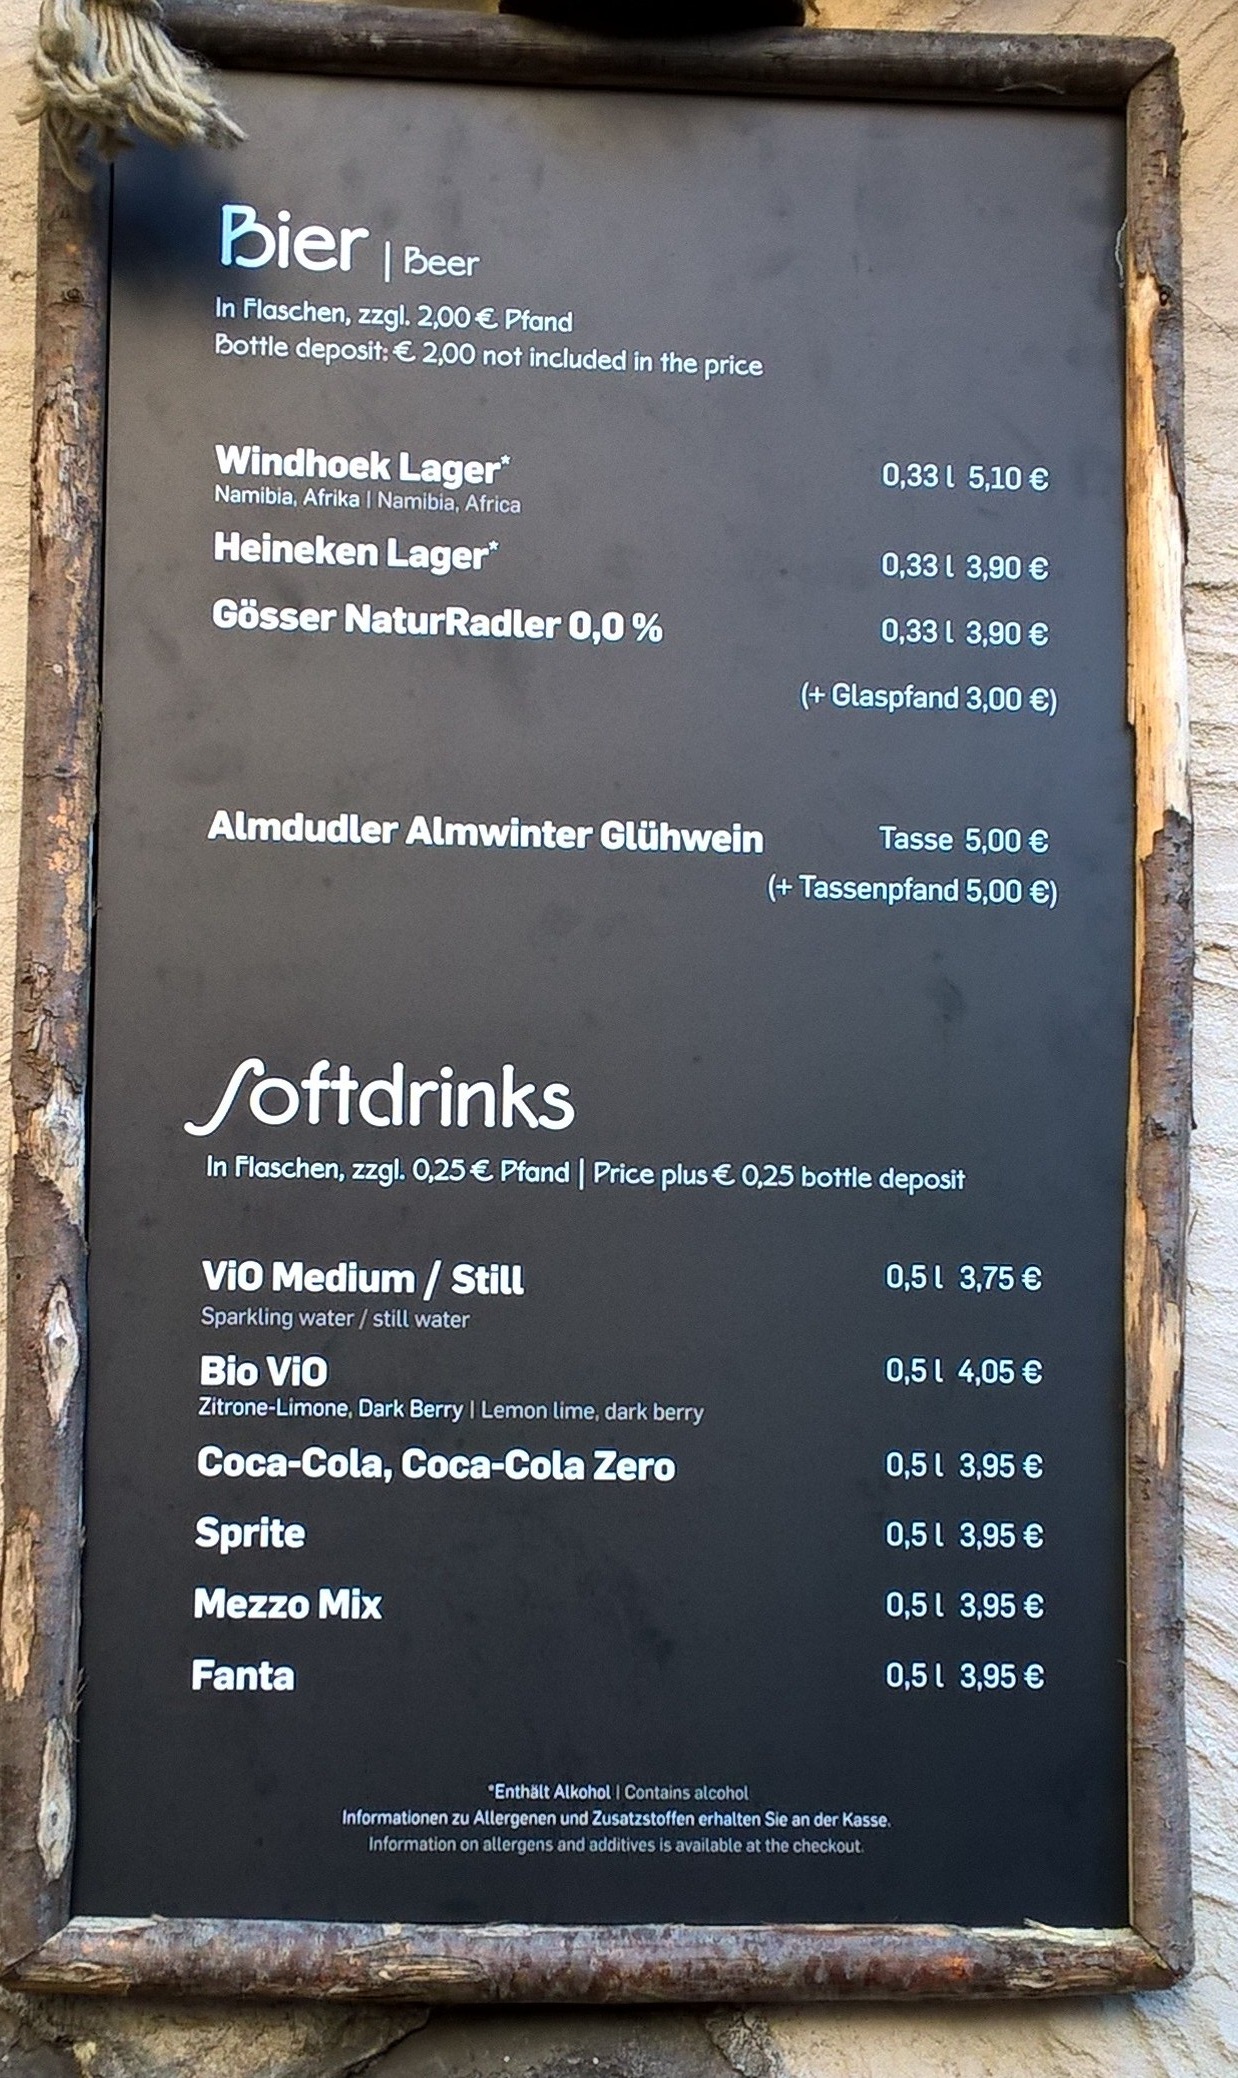 Bier | Beer
In Flaschen, zzgl. 2,00 € Pfand
Bottle deposit: € 2,00 not included in the price
Windhoek Lager* 0,33 l 5,10 €
Namibia, Afrika | Namibia, Africa
Heineken Lager* 0,33 l 3,90 €
Gösser NaturRadler 0,0 % 0,33 l 3,90 €
(+ Glaspfand 3,00 €)
Almdudler Almwinter Glühwein Tasse 5,00 €
(+ Tassenpfand 5,00 €)
Softdrinks
In Flaschen, zzgl. 0,25 € Pfand | Price plus € 0,25 bottle deposit
ViO Medium / Still 0,5 l 3,75 €
Sparkling water / still water
Bio ViO 0,5 l 4,05 €
Zitrone-Limone, Dark Berry | Lemon lime, dark berry
Coca-Cola, Coca-Cola Zero 0,5 l 3,95 €
Sprite 0,5 l 3,95 €
Mezzo Mix 0,5 l 3,95 €
Fanta 0,5 l 3,95 €
*Enthält Alkohol | Contains alcohol
Informationen zu Allergenen und Zusatzstoffen erhalten Sie an der Kasse.
Information on allergens and additives is available at the checkout.